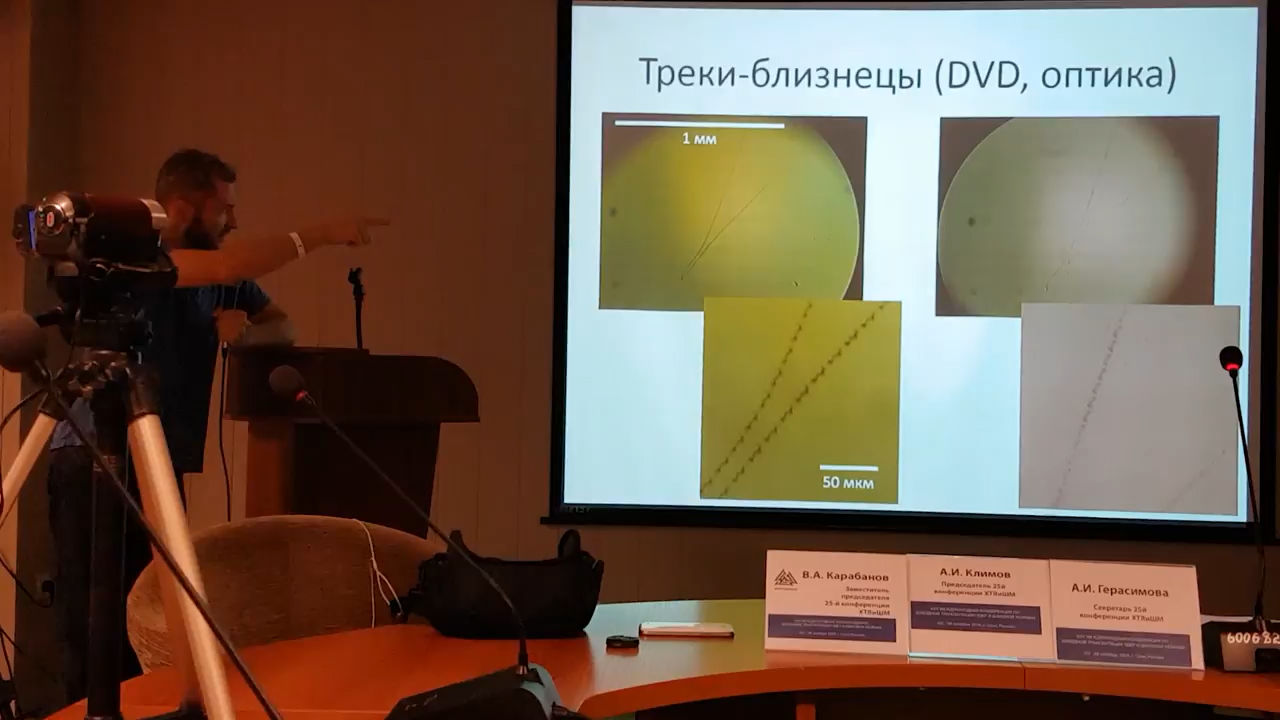 Треки-близнецы (DVD, оптика)
1 мм
50 мкм
В.А. Карабанов
Заместитель
председателя
25-й конференции
ХТЯиШМ
А.И. Климов
Председатель 25й
конференции ХТЯиШМ
А.И. Герасимова
Секретарь 25й
конференции ХТЯиШМ
600682